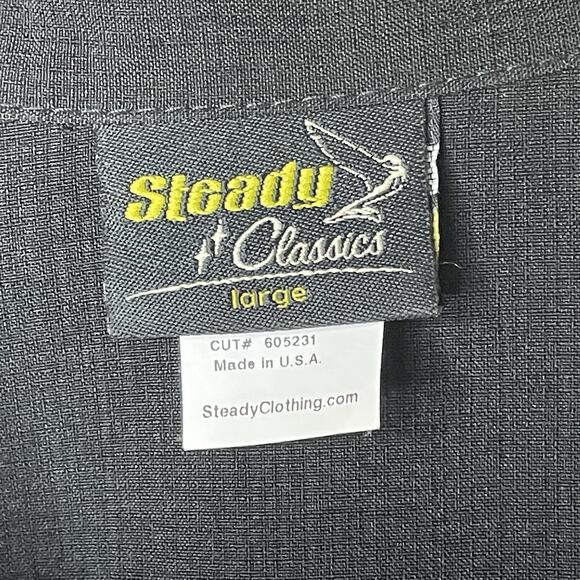 Steady
Classics
large
CUT# 605231
Made in U.S.A.
SteadyClothing.com